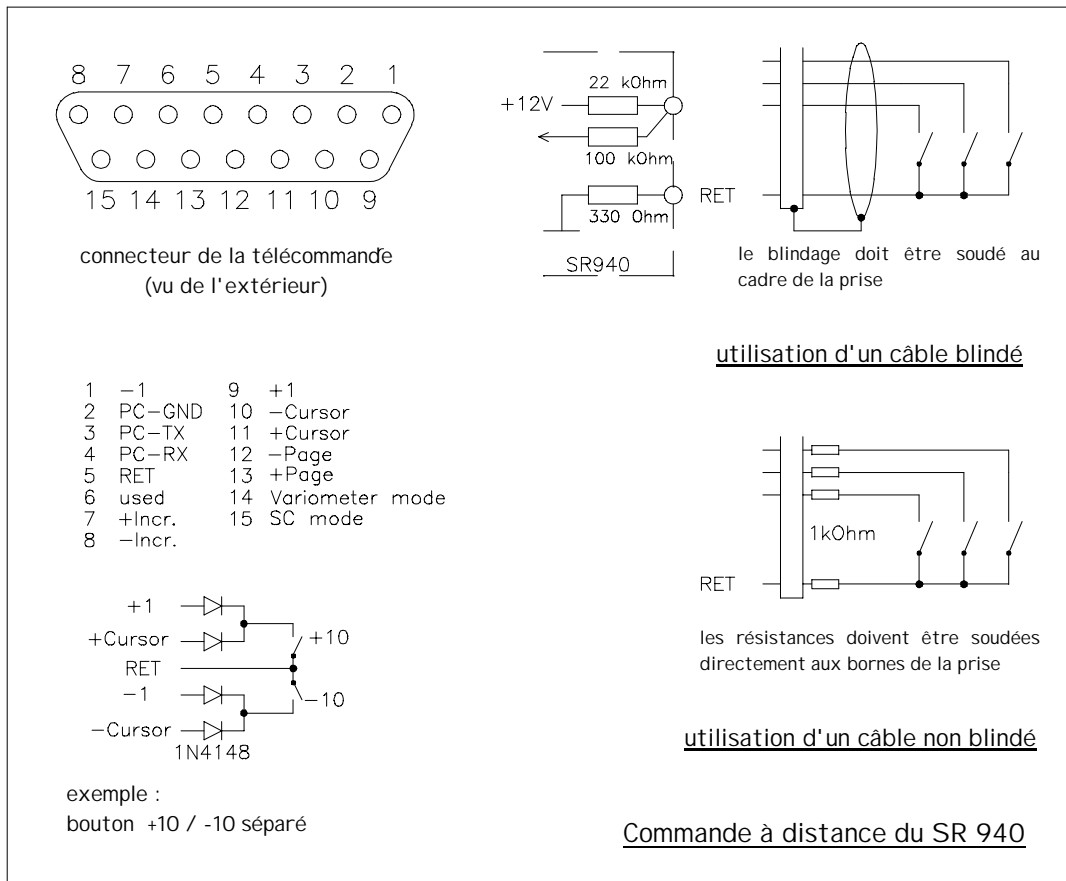 8 7 6 5 4 3 2 1
15 14 13 12 11 10 9
connecteur de la télécommande
(vu de l'extérieur)
22 kOhm
+12V
100 kOhm
RET
330 Ohm
SR940
le blindage doit être soudé au
cadre de la prise
utilisation d'un câble blindé
1 -1 9 +1
2 PC-GND 10 -Cursor
3 PC-TX 11 +Cursor
4 PC-RX 12 -Page
5 RET 13 +Page
6 used 14 Variometer mode
7 +Incr. 15 SC mode
8 -Incr.
1kOhm
RET
les résistances doivent être soudées
directement aux bornes de la prise
utilisation d'un câble non blindé
+1
+Cursor
+10
RET
-1
-10
-Cursor
1N4148
exemple :
bouton +10 / -10 séparé
Commande à distance du SR 940